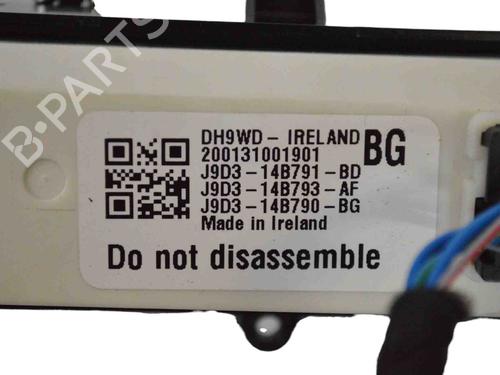 DH9WD - IRELAND
BG
200131001901
J9D3-14B791-BD
J9D3-14B793-AF
J9D3-14B790-BG
Made in Ireland
Do not disassemble
B-PARTS